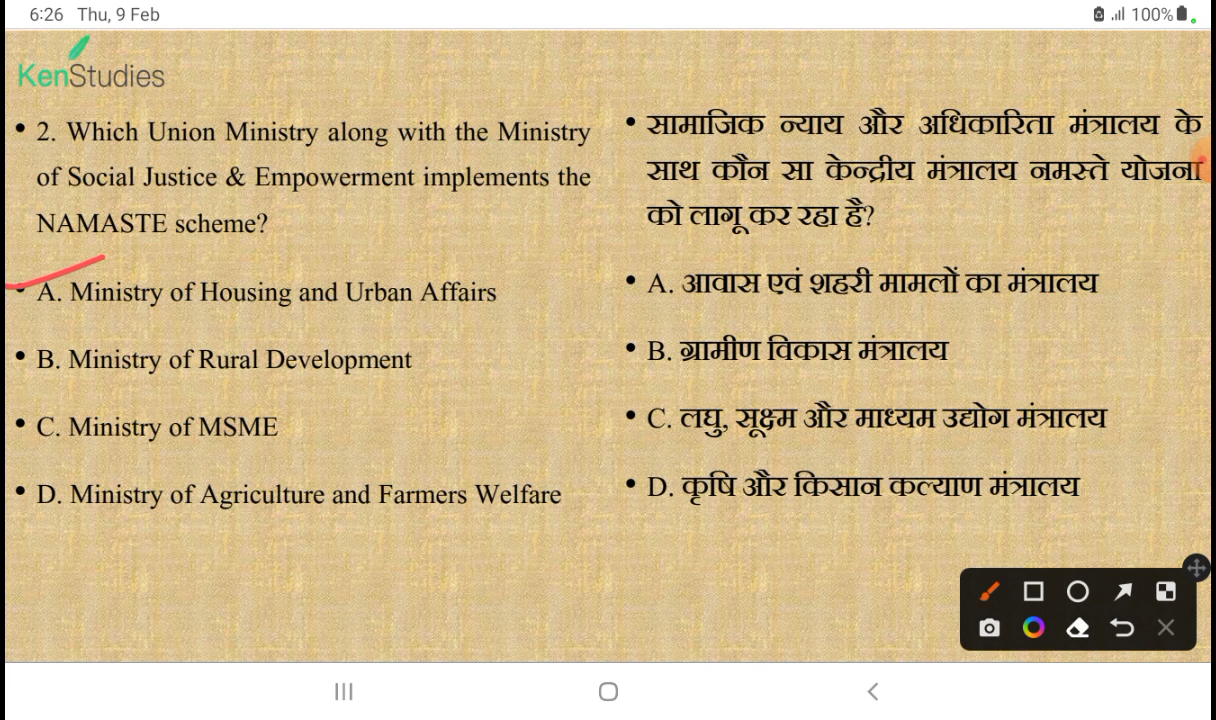 6:26 Thu, 9 Feb
100%
KenStudies
• 2. Which Union Ministry along with the Ministry
of Social Justice & Empowerment implements the
NAMASTE scheme?
• A. Ministry of Housing and Urban Affairs
• B. Ministry of Rural Development
• C. Ministry of MSME
• D. Ministry of Agriculture and Farmers Welfare
• सामाजिक न्याय और अधिकारिता मंत्रालय के
साथ कौन सा केन्द्रीय मंत्रालय नमस्ते योजना
को लागू कर रहा है?
• A. आवास एवं शहरी मामलों का मंत्रालय
• B. ग्रामीण विकास मंत्रालय
• C. लघु, सूक्ष्म और माध्यम उद्योग मंत्रालय
• D. कृषि और किसान कल्याण मंत्रालय